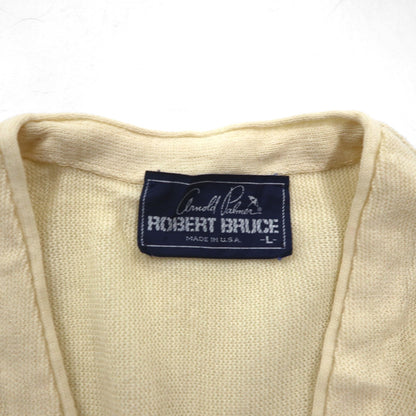 Arnold Palmer
ROBERT BRUCE
MADE IN U.S.A.
-L-